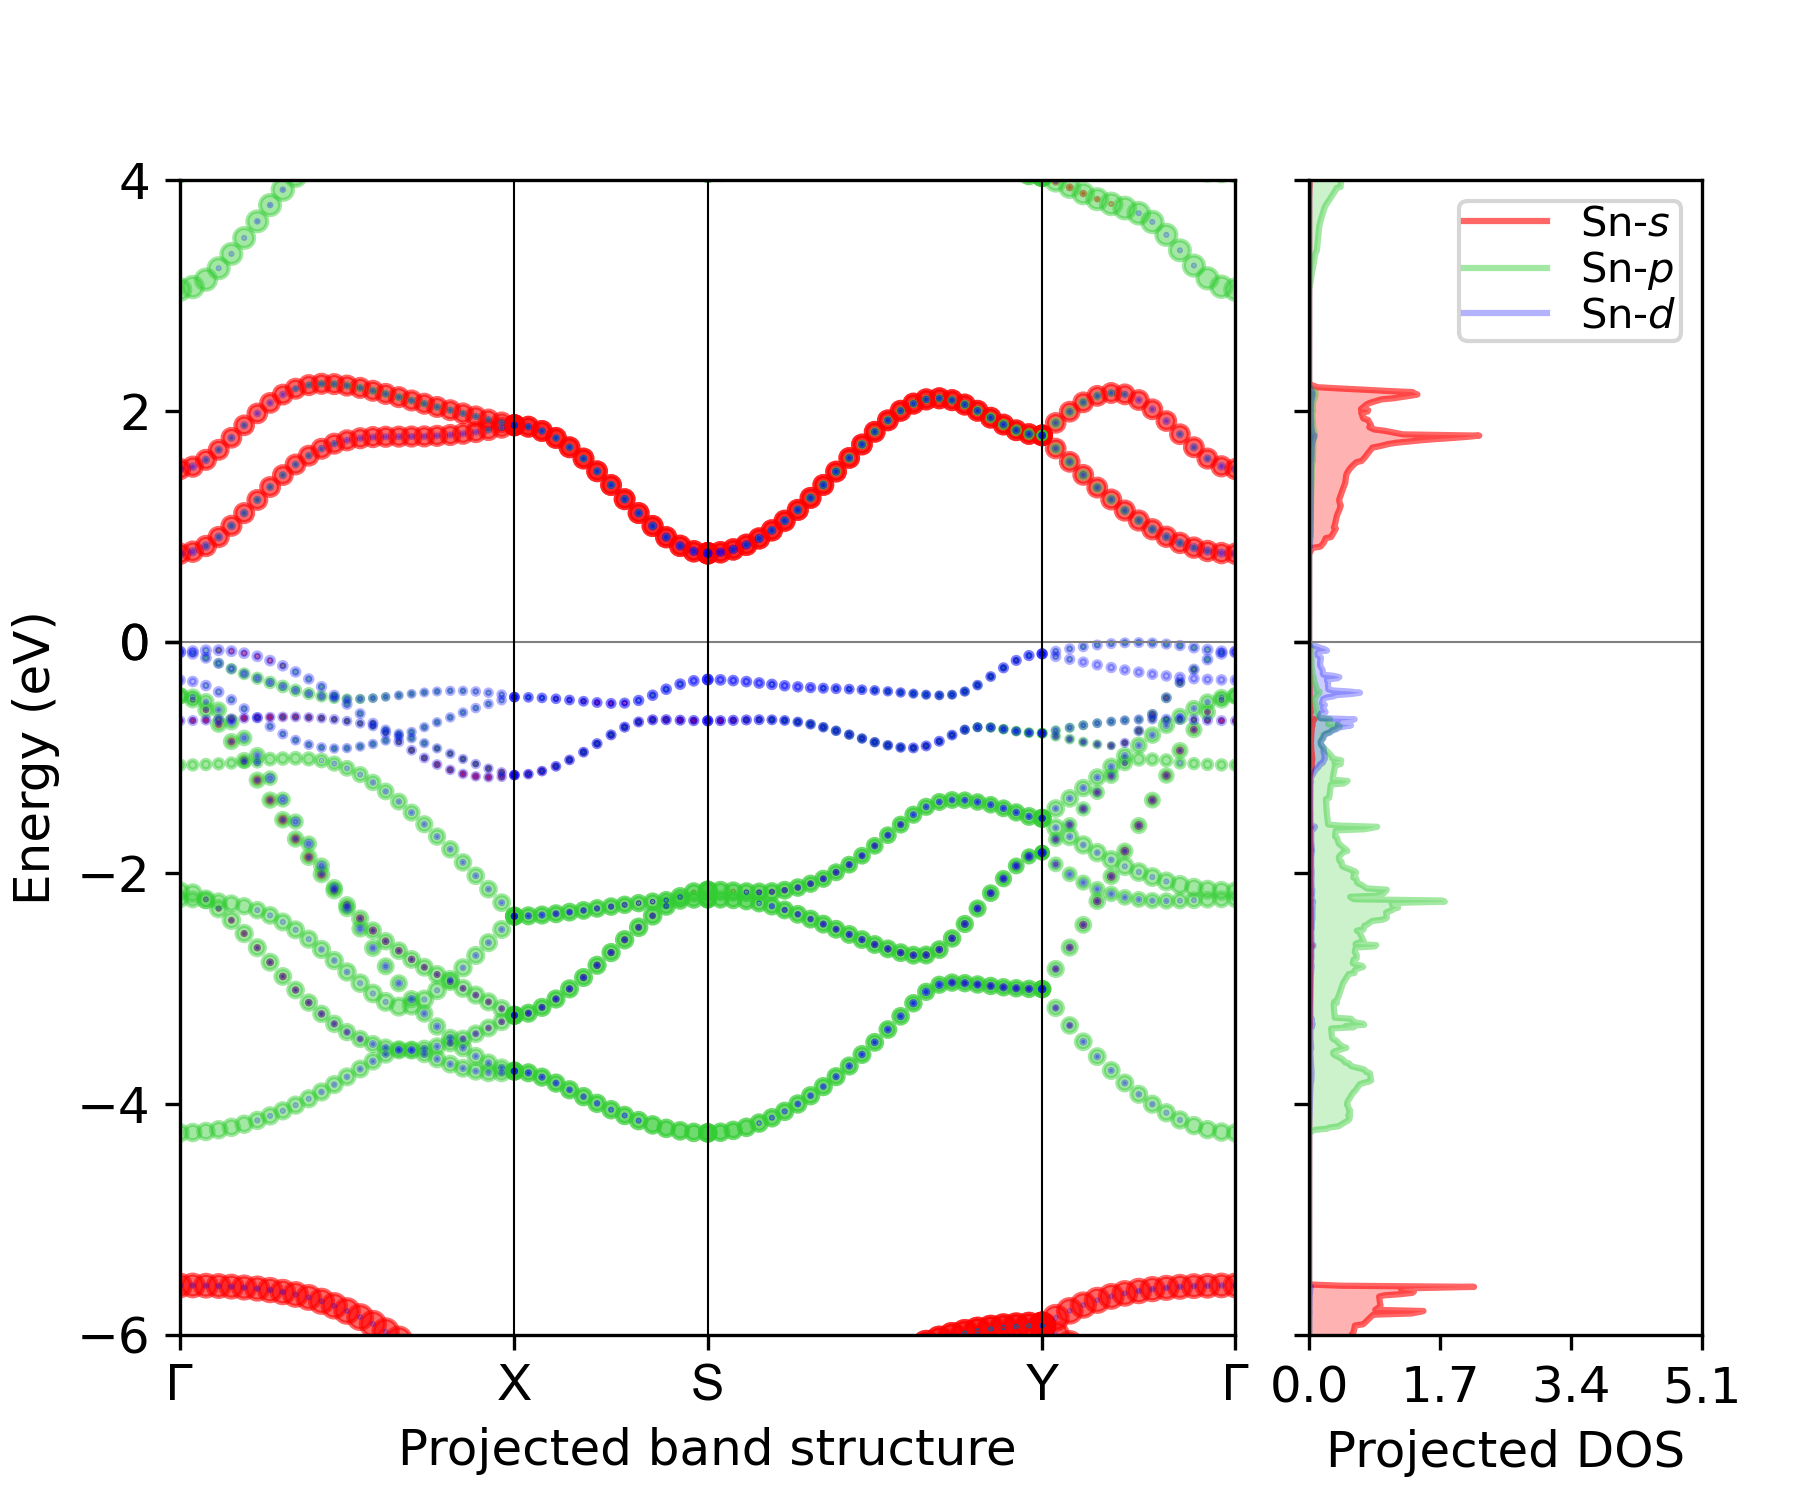 4
2
0
−2
−4
−6
Energy (eV)
Γ X S Y Γ
Projected band structure
Sn-s
Sn-p
Sn-d
0.0 1.7 3.4 5.1
Projected DOS